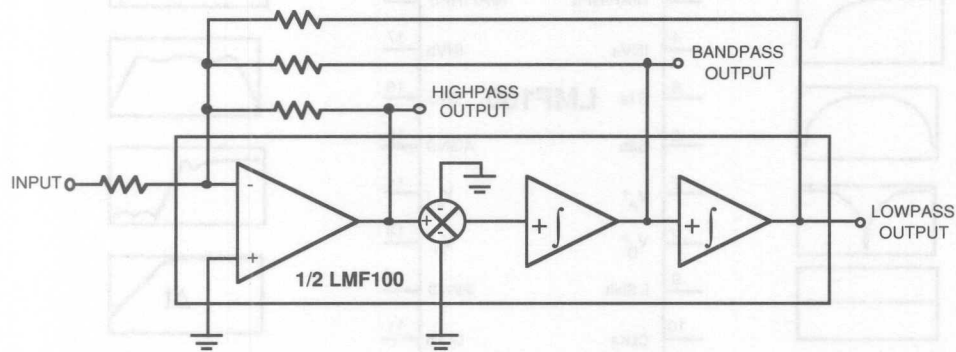 BANDPASS
OUTPUT
HIGHPASS
OUTPUT
INPUT
-
+
+
-
-
+ ∫
+ ∫
LOWPASS
OUTPUT
1/2 LMF100